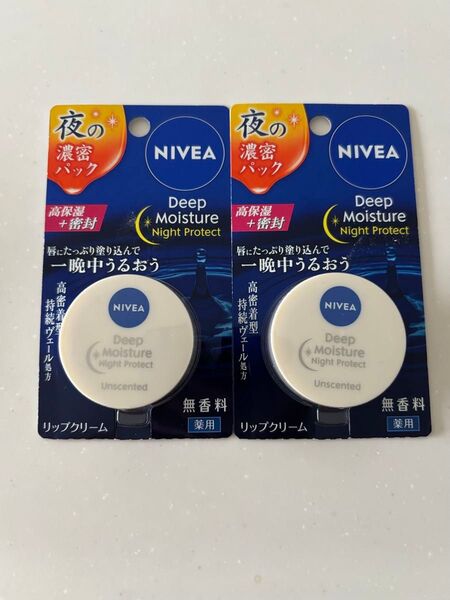 夜の
濃密
パック
NIVEA
高保湿
+密封
Deep
Moisture
Night Protect
唇にたっぷり塗り込んで
一晩中うるおう
高密着型
持続ヴェール処方
NIVEA
Deep
Moisture
Night Protect
Unscented
無香料
リップクリーム
薬用
夜の
濃密
パック
NIVEA
高保湿
+密封
Deep
Moisture
Night Protect
唇にたっぷり塗り込んで
一晩中うるおう
高密着型
持続ヴェール処方
NIVEA
Deep
Moisture
Night Protect
Unscented
無香料
リップクリーム
薬用